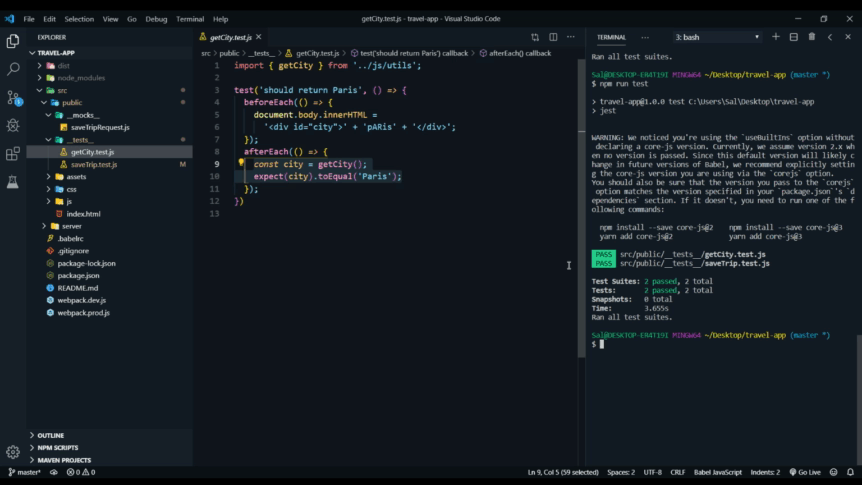 File Edit Selection View Go Debug Terminal Help
getCity.test.js - travel-app - Visual Studio Code
EXPLORER
TRAVEL-APP
dist
node_modules
src
public
__mocks__
saveTripRequest.js
__tests__
getCity.test.js
saveTrip.test.js M
assets
css
js
index.html
server
.babelrc
.gitignore
package-lock.json
package.json
README.md
webpack.dev.js
webpack.prod.js
OUTLINE
NPM SCRIPTS
MAVEN PROJECTS
getCity.test.js
src > public > __tests__ > getCity.test.js > test('should return Paris') callback > afterEach() callback
1 import { getCity } from '../js/utils';
2
3 test('should return Paris', () => {
4 beforeEach(() => {
5 document.body.innerHTML =
6 '<div id="city">' + 'pARis' + '</div>';
7 });
8 afterEach(() => {
9 const city = getCity();
10 expect(city).toEqual('Paris');
11 });
12 })
13
TERMINAL ... 3: bash
Ran all test suites.
Sal@DESKTOP-ER4T19I MINGW64 ~/Desktop/travel-app (master *)
$ npm run test
> travel-app@1.0.0 test C:\Users\Sal\Desktop\travel-app
> jest
WARNING: We noticed you're using the `useBuiltIns` option without
declaring a core-js version. Currently, we assume version 2.x wh
en no version is passed. Since this default version will likely c
hange in future versions of Babel, we recommend explicitly settin
g the core-js version you are using via the `corejs` option.
You should also be sure that the version you pass to the `corejs`
option matches the version specified in your `package.json`'s `d
ependencies` section. If it doesn't, you need to run one of the f
ollowing commands:
npm install --save core-js@2 npm install --save core-js@3
yarn add core-js@2 yarn add core-js@3
PASS src/public/__tests__/getCity.test.js
PASS src/public/__tests__/saveTrip.test.js
Test Suites: 2 passed, 2 total
Tests: 2 passed, 2 total
Snapshots: 0 total
Time: 3.655s
Ran all test suites.
Sal@DESKTOP-ER4T19I MINGW64 ~/Desktop/travel-app (master *)
$
master* 0 0 Ln 9, Col 5 (59 selected) Spaces: 2 UTF-8 CRLF Babel JavaScript Indents: 2 Go Live